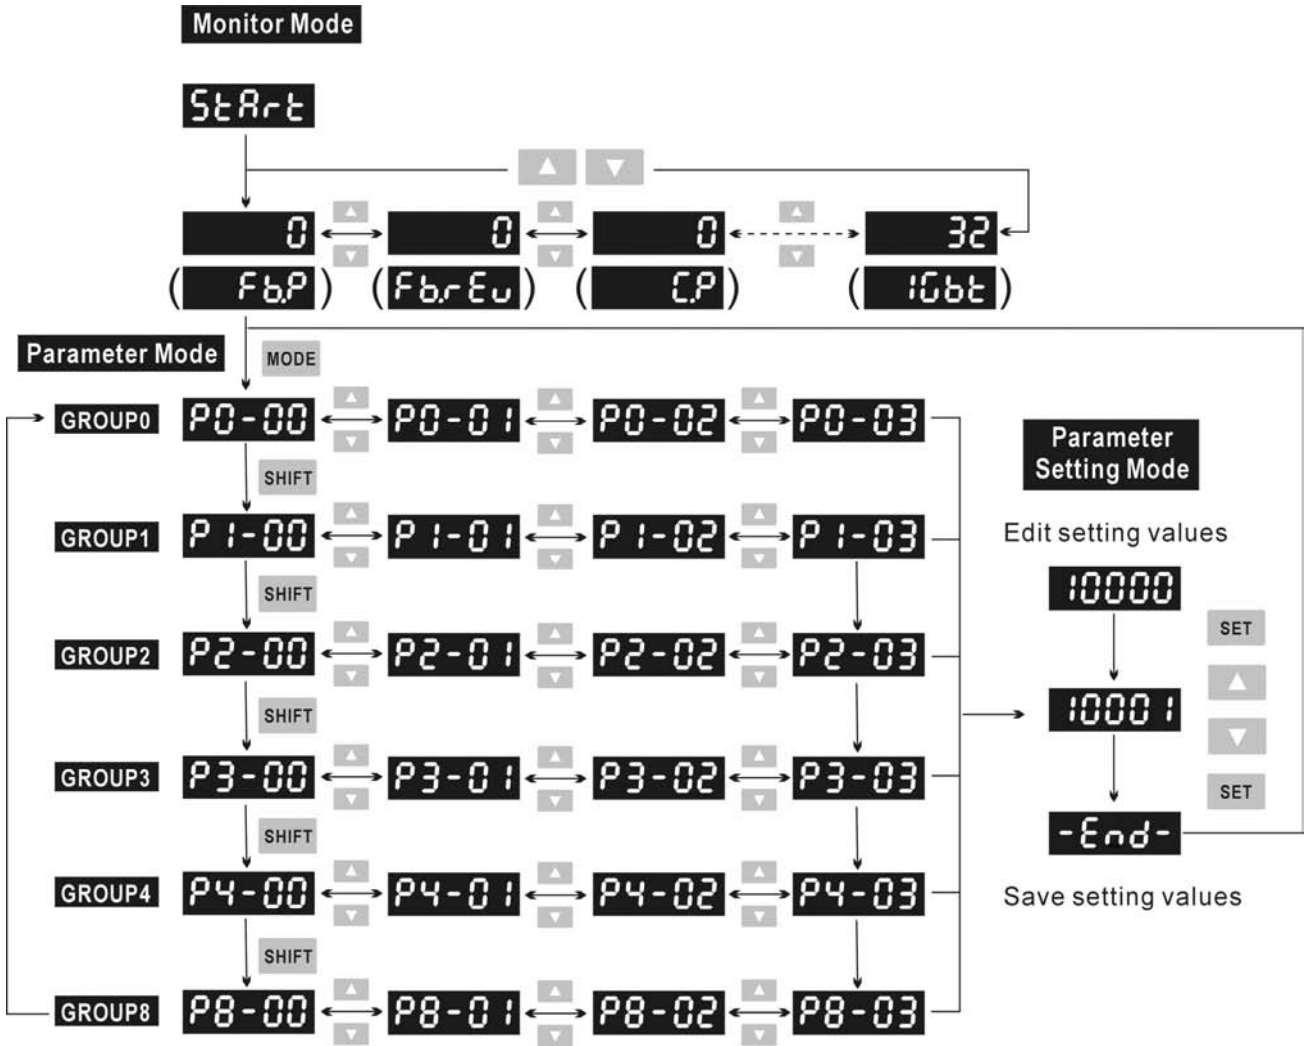 Monitor Mode
StArt
▲ ▼
0 ▲ ▼ 0 ▲ ▼ 0 ▲ ▼ 32
(Fb.P) (Fb.rEv) (C.P) (IGbt)
Parameter Mode MODE
GROUP0 P0-00 ▲ ▼ P0-01 ▲ ▼ P0-02 ▲ ▼ P0-03
SHIFT
GROUP1 P1-00 ▲ ▼ P1-01 ▲ ▼ P1-02 ▲ ▼ P1-03
SHIFT
GROUP2 P2-00 ▲ ▼ P2-01 ▲ ▼ P2-02 ▲ ▼ P2-03
SHIFT
GROUP3 P3-00 ▲ ▼ P3-01 ▲ ▼ P3-02 ▲ ▼ P3-03
SHIFT
GROUP4 P4-00 ▲ ▼ P4-01 ▲ ▼ P4-02 ▲ ▼ P4-03
SHIFT
GROUP8 P8-00 ▲ ▼ P8-01 ▲ ▼ P8-02 ▲ ▼ P8-03
Parameter
Setting Mode
Edit setting values
10000
SET
▲
10001
▼
SET
-End-
Save setting values